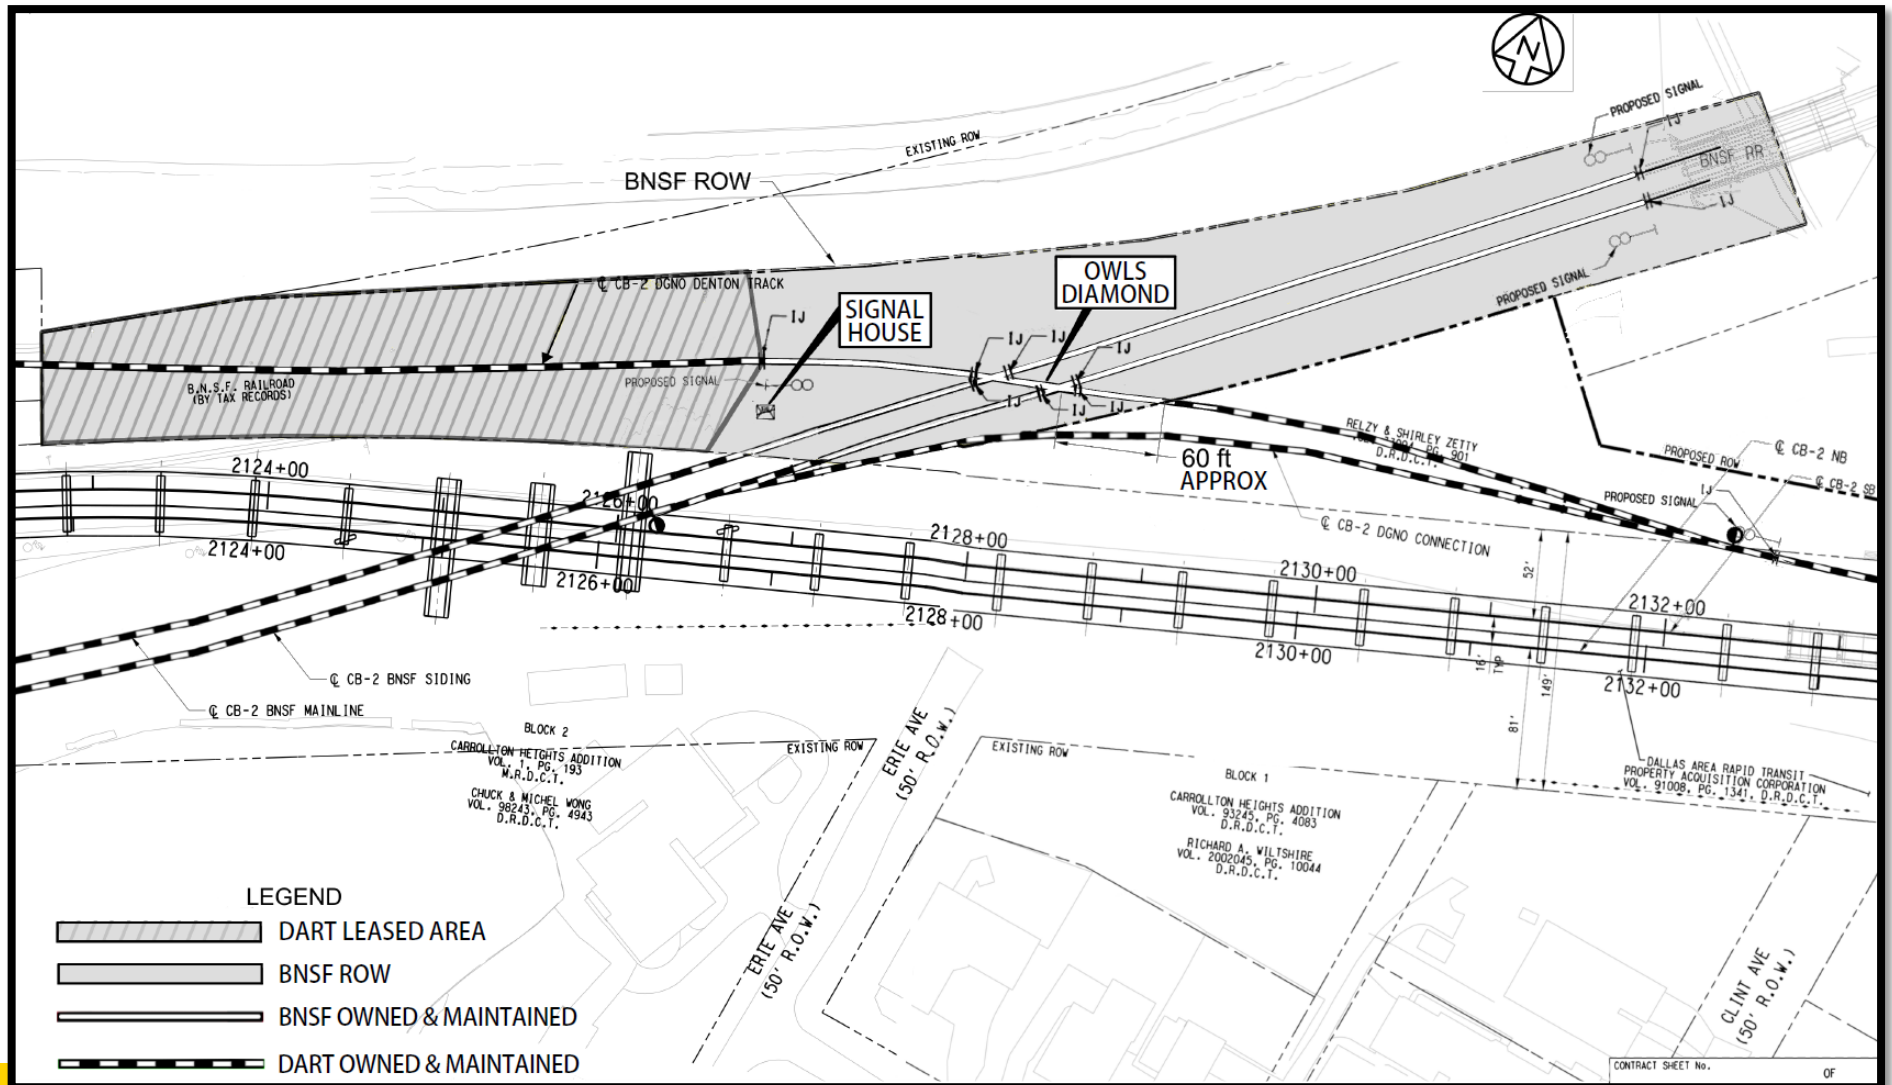 N
PROPOSED SIGNAL
IJ
EXISTING ROW
BNSF RR
BNSF ROW
IJ
OWLS
DIAMOND
PROPOSED SIGNAL
℄ CB-2 DGNO DENTON TRACK
SIGNAL
HOUSE
IJ
IJ
IJ
IJ
B.N.S.F. RAILROAD
(BY TAX RECORDS)
PROPOSED SIGNAL
IJ
IJ
IJ
RELZY & SHIRLEY ZETTY
PG. 901
D.R.D.C.T.
60 ft
APPROX
PROPOSED ROW
℄ CB-2 NB
℄ CB-2 SB
PROPOSED SIGNAL
IJ
2124+00
2126+00
2124+00
2126+00
2128+00
℄ CB-2 DGNO CONNECTION
2130+00
52'
2132+00
2128+00
2130+00
16'
TYP
149'
2132+00
81'
℄ CB-2 BNSF SIDING
℄ CB-2 BNSF MAINLINE
BLOCK 2
CARROLLTON HEIGHTS ADDITION
VOL. 1, PG. 193
M.R.D.C.T.
CHUCK & MICHEL WONG
VOL. 98243, PG. 4943
D.R.D.C.T.
EXISTING ROW
ERIE AVE
(50' R.O.W.)
EXISTING ROW
BLOCK 1
CARROLLTON HEIGHTS ADDITION
VOL. 93245, PG. 4083
D.R.D.C.T.
RICHARD A. WILTSHIRE
VOL. 2002045, PG. 10044
D.R.D.C.T.
DALLAS AREA RAPID TRANSIT
PROPERTY ACQUISITION CORPORATION
VOL. 91008, PG. 1341, D.R.D.C.T.
ERIE AVE
(50' R.O.W.)
CLINT AVE
(50' R.O.W.)
LEGEND
DART LEASED AREA
BNSF ROW
BNSF OWNED & MAINTAINED
DART OWNED & MAINTAINED
CONTRACT SHEET No.
OF